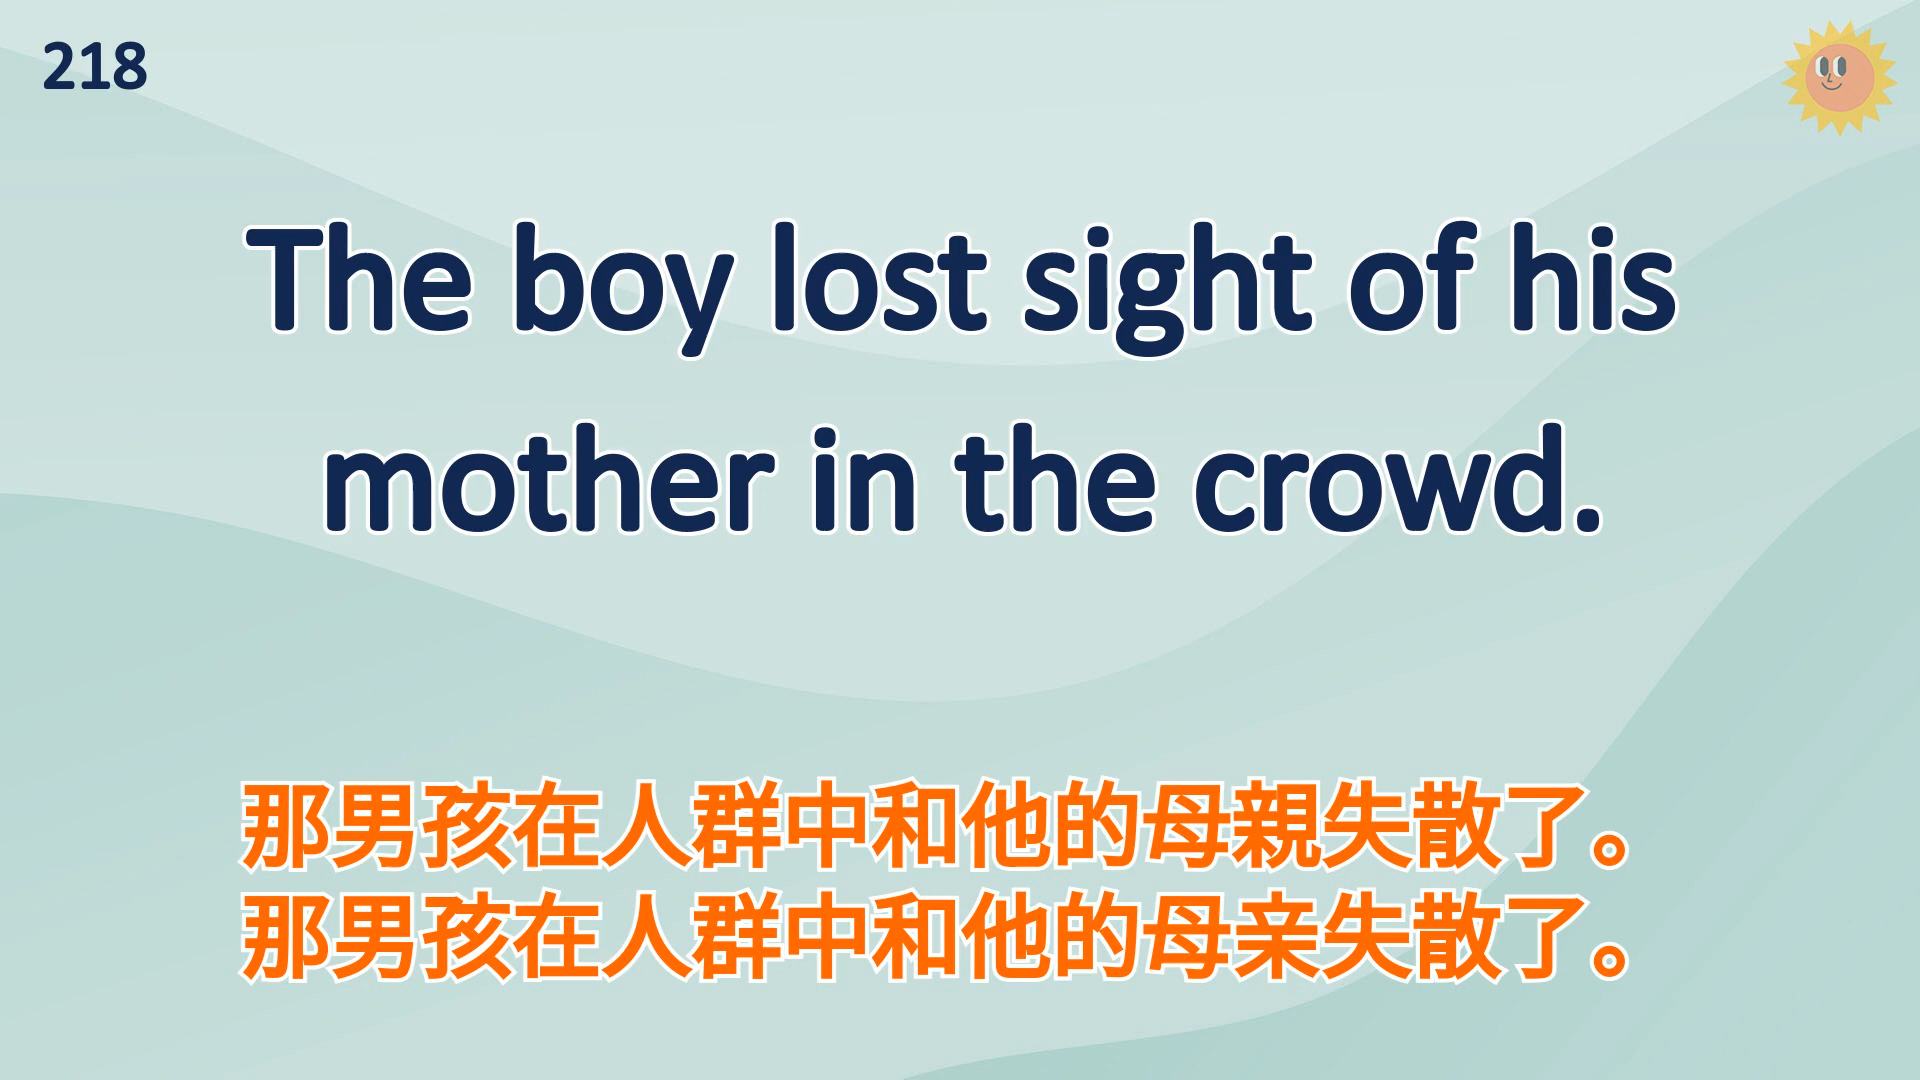 218
The boy lost sight of his
mother in the crowd.
那男孩在人群中和他的母親失散了。
那男孩在人群中和他的母亲失散了。